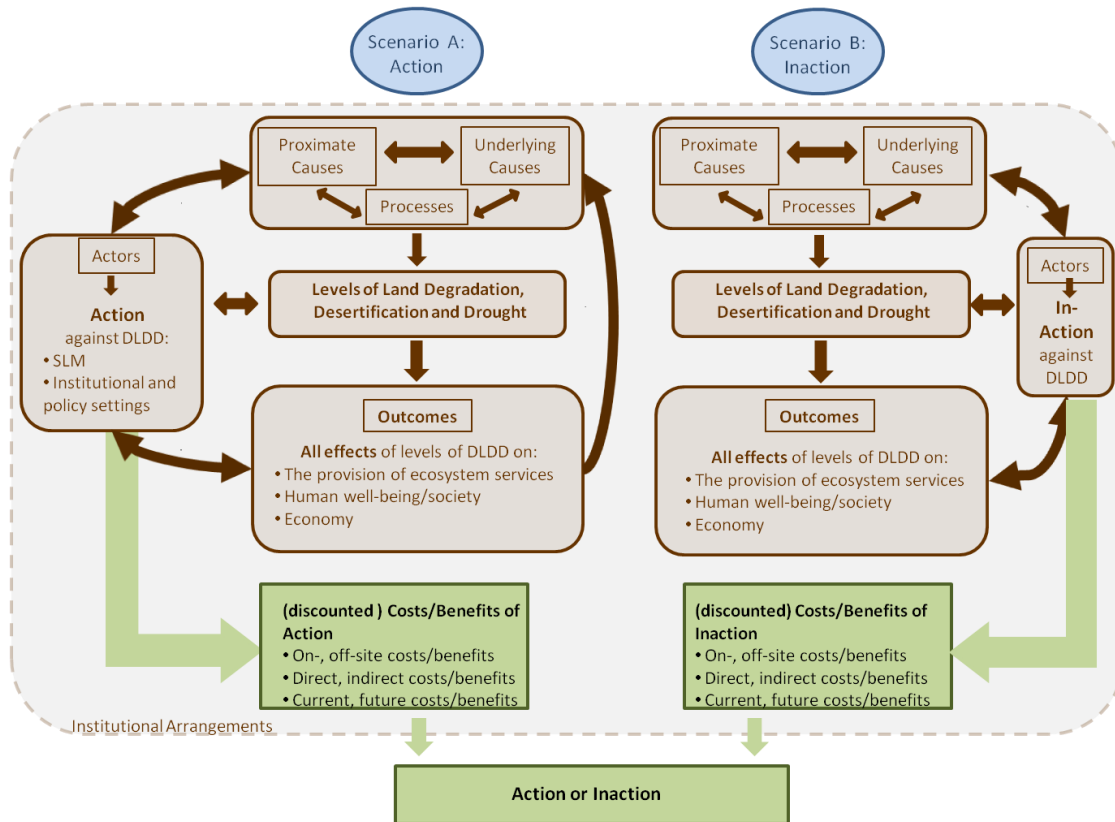 Scenario A:
Action
Scenario B:
Inaction
Proximate
Causes
Underlying
Causes
Processes
Actors
Action
against DLDD:
• SLM
• Institutional and
policy settings
Levels of Land Degradation,
Desertification and Drought
Outcomes
All effects of levels of DLDD on:
• The provision of ecosystem services
• Human well-being/society
• Economy
(discounted ) Costs/Benefits of
Action
• On-, off-site costs/benefits
• Direct, indirect costs/benefits
• Current, future costs/benefits
Proximate
Causes
Underlying
Causes
Processes
Levels of Land Degradation,
Desertification and Drought
Actors
In-
Action
against
DLDD
Outcomes
All effects of levels of DLDD on:
• The provision of ecosystem services
• Human well-being/society
• Economy
(discounted) Costs/Benefits of
Inaction
• On-, off-site costs/benefits
• Direct, indirect costs/benefits
• Current, future costs/benefits
Institutional Arrangements
Action or Inaction